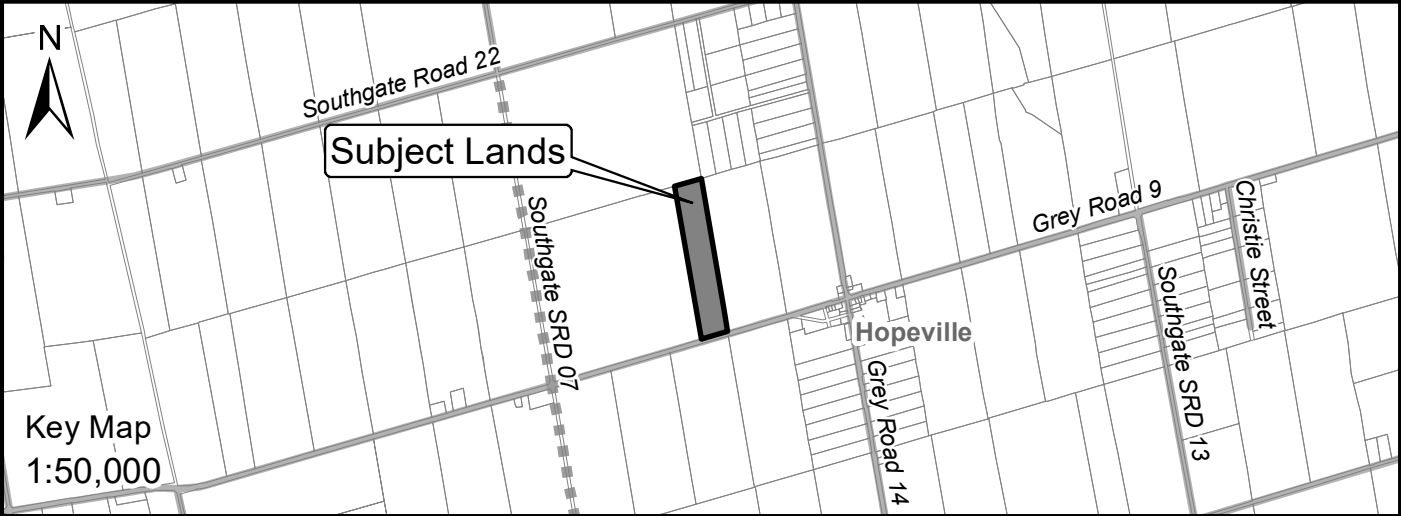 N
Southgate Road 22
Subject Lands
Southgate SRD 07
Grey Road 9
Christie Street
Southgate SRD 13
Hopeville
Grey Road 14
Key Map
1:50,000